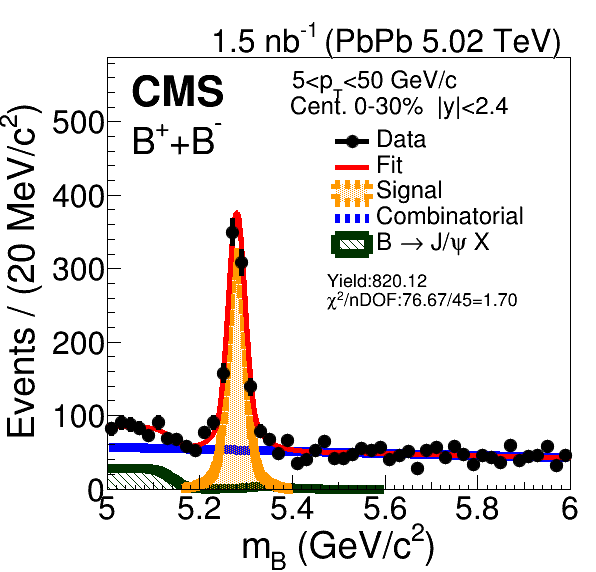 1.5 nb⁻¹ (PbPb 5.02 TeV)
CMS
B⁺+B⁻
5<p_T<50 GeV/c
Cent. 0-30% |y|<2.4
Data
Fit
Signal
Combinatorial
B → J/ψ X
Yield:820.12
χ²/nDOF:76.67/45=1.70
Events / (20 MeV/c²)
500
400
300
200
100
0
5 5.2 5.4 5.6 5.8 6
m_B (GeV/c²)